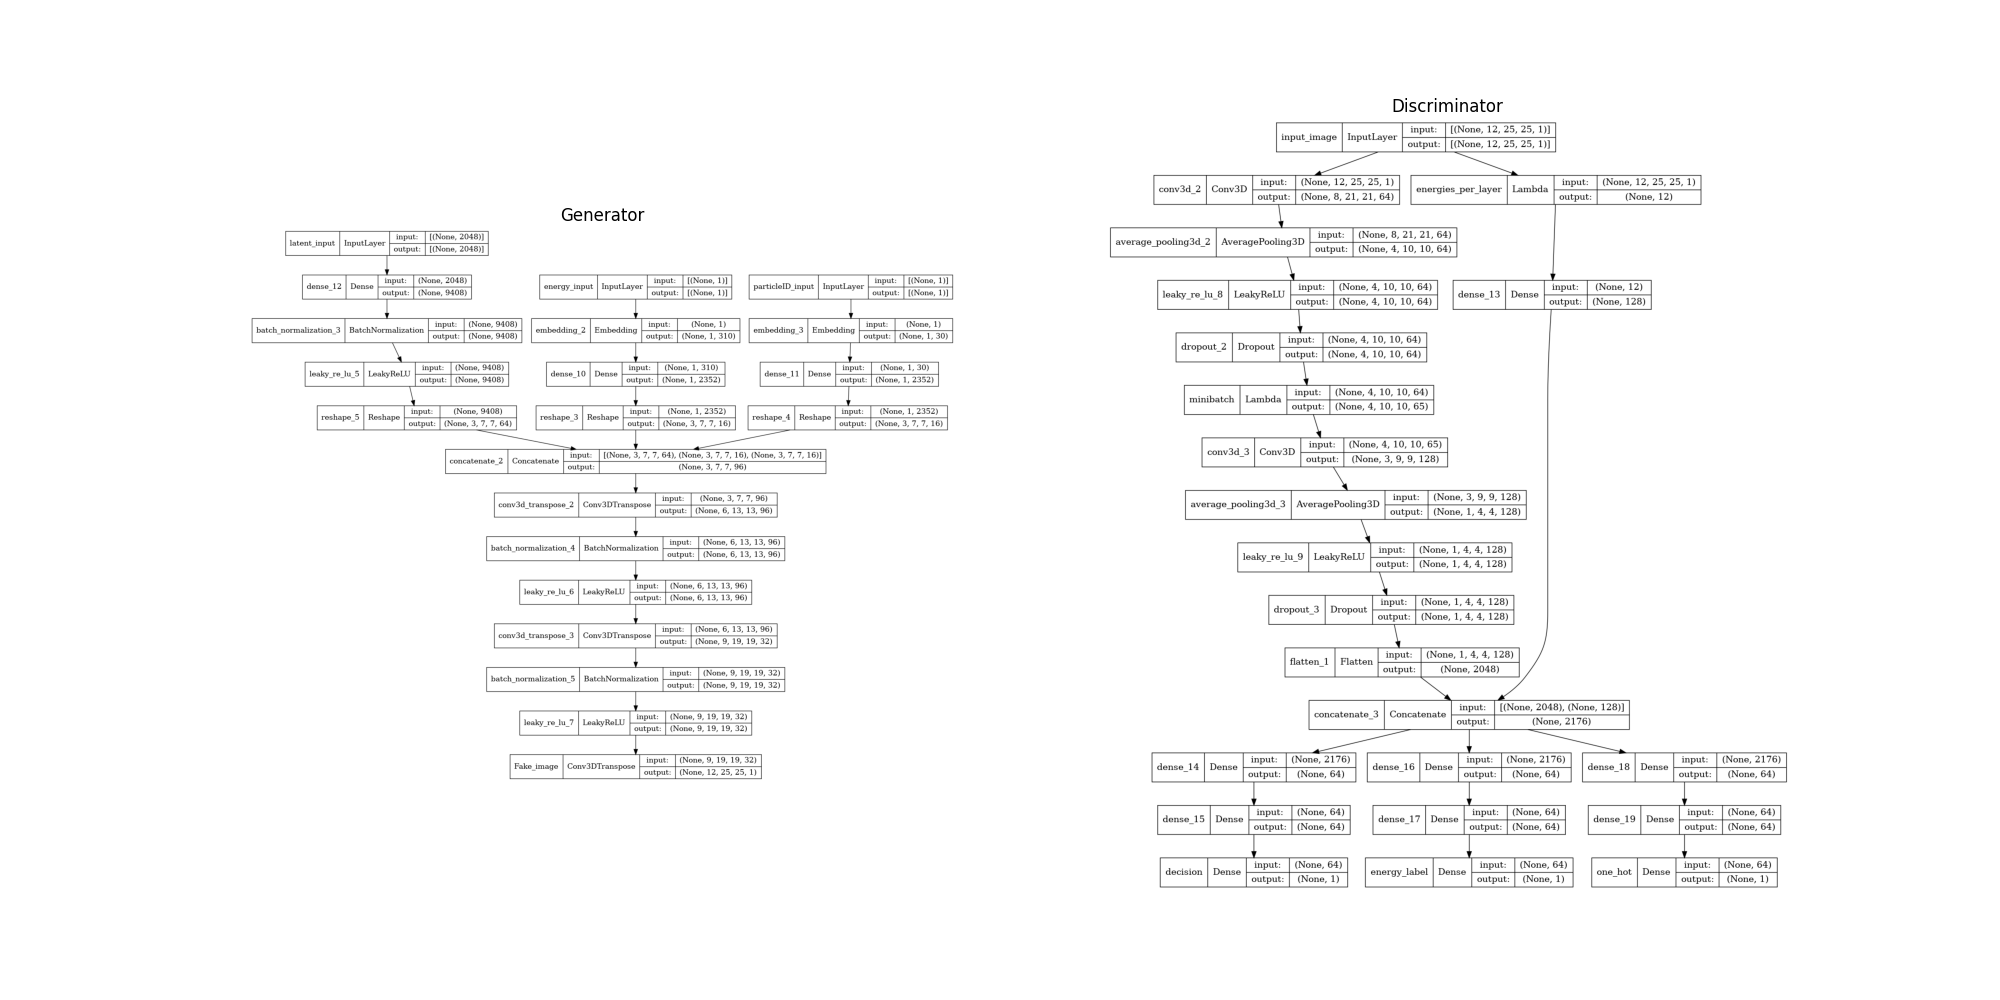 Generator
latent_input InputLayer input: [(None, 2048)]
output: [(None, 2048)]
dense_12 Dense input: (None, 2048)
output: (None, 9408)
energy_input InputLayer input: [(None, 1)]
output: [(None, 1)]
particleID_input InputLayer input: [(None, 1)]
output: [(None, 1)]
batch_normalization_3 BatchNormalization input: (None, 9408)
output: (None, 9408)
embedding_2 Embedding input: (None, 1)
output: (None, 1, 310)
embedding_3 Embedding input: (None, 1)
output: (None, 1, 30)
leaky_re_lu_5 LeakyReLU input: (None, 9408)
output: (None, 9408)
dense_10 Dense input: (None, 1, 310)
output: (None, 1, 2352)
dense_11 Dense input: (None, 1, 30)
output: (None, 1, 2352)
reshape_5 Reshape input: (None, 9408)
output: (None, 3, 7, 7, 64)
reshape_3 Reshape input: (None, 1, 2352)
output: (None, 3, 7, 7, 16)
reshape_4 Reshape input: (None, 1, 2352)
output: (None, 3, 7, 7, 16)
concatenate_2 Concatenate input: [(None, 3, 7, 7, 64), (None, 3, 7, 7, 16), (None, 3, 7, 7, 16)]
output: (None, 3, 7, 7, 96)
conv3d_transpose_2 Conv3DTranspose input: (None, 3, 7, 7, 96)
output: (None, 6, 13, 13, 96)
batch_normalization_4 BatchNormalization input: (None, 6, 13, 13, 96)
output: (None, 6, 13, 13, 96)
leaky_re_lu_6 LeakyReLU input: (None, 6, 13, 13, 96)
output: (None, 6, 13, 13, 96)
conv3d_transpose_3 Conv3DTranspose input: (None, 6, 13, 13, 96)
output: (None, 9, 19, 19, 32)
batch_normalization_5 BatchNormalization input: (None, 9, 19, 19, 32)
output: (None, 9, 19, 19, 32)
leaky_re_lu_7 LeakyReLU input: (None, 9, 19, 19, 32)
output: (None, 9, 19, 19, 32)
Fake_image Conv3DTranspose input: (None, 9, 19, 19, 32)
output: (None, 12, 25, 25, 1)
Discriminator
input_image InputLayer input: [(None, 12, 25, 25, 1)]
output: [(None, 12, 25, 25, 1)]
conv3d_2 Conv3D input: (None, 12, 25, 25, 1)
output: (None, 8, 21, 21, 64)
energies_per_layer Lambda input: (None, 12, 25, 25, 1)
output: (None, 12)
average_pooling3d_2 AveragePooling3D input: (None, 8, 21, 21, 64)
output: (None, 4, 10, 10, 64)
leaky_re_lu_8 LeakyReLU input: (None, 4, 10, 10, 64)
output: (None, 4, 10, 10, 64)
dense_13 Dense input: (None, 12)
output: (None, 128)
dropout_2 Dropout input: (None, 4, 10, 10, 64)
output: (None, 4, 10, 10, 64)
minibatch Lambda input: (None, 4, 10, 10, 64)
output: (None, 4, 10, 10, 65)
conv3d_3 Conv3D input: (None, 4, 10, 10, 65)
output: (None, 3, 9, 9, 128)
average_pooling3d_3 AveragePooling3D input: (None, 3, 9, 9, 128)
output: (None, 1, 4, 4, 128)
leaky_re_lu_9 LeakyReLU input: (None, 1, 4, 4, 128)
output: (None, 1, 4, 4, 128)
dropout_3 Dropout input: (None, 1, 4, 4, 128)
output: (None, 1, 4, 4, 128)
flatten_1 Flatten input: (None, 1, 4, 4, 128)
output: (None, 2048)
concatenate_3 Concatenate input: [(None, 2048), (None, 128)]
output: (None, 2176)
dense_14 Dense input: (None, 2176)
output: (None, 64)
dense_16 Dense input: (None, 2176)
output: (None, 64)
dense_18 Dense input: (None, 2176)
output: (None, 64)
dense_15 Dense input: (None, 64)
output: (None, 64)
dense_17 Dense input: (None, 64)
output: (None, 64)
dense_19 Dense input: (None, 64)
output: (None, 64)
decision Dense input: (None, 64)
output: (None, 1)
energy_label Dense input: (None, 64)
output: (None, 1)
one_hot Dense input: (None, 64)
output: (None, 1)